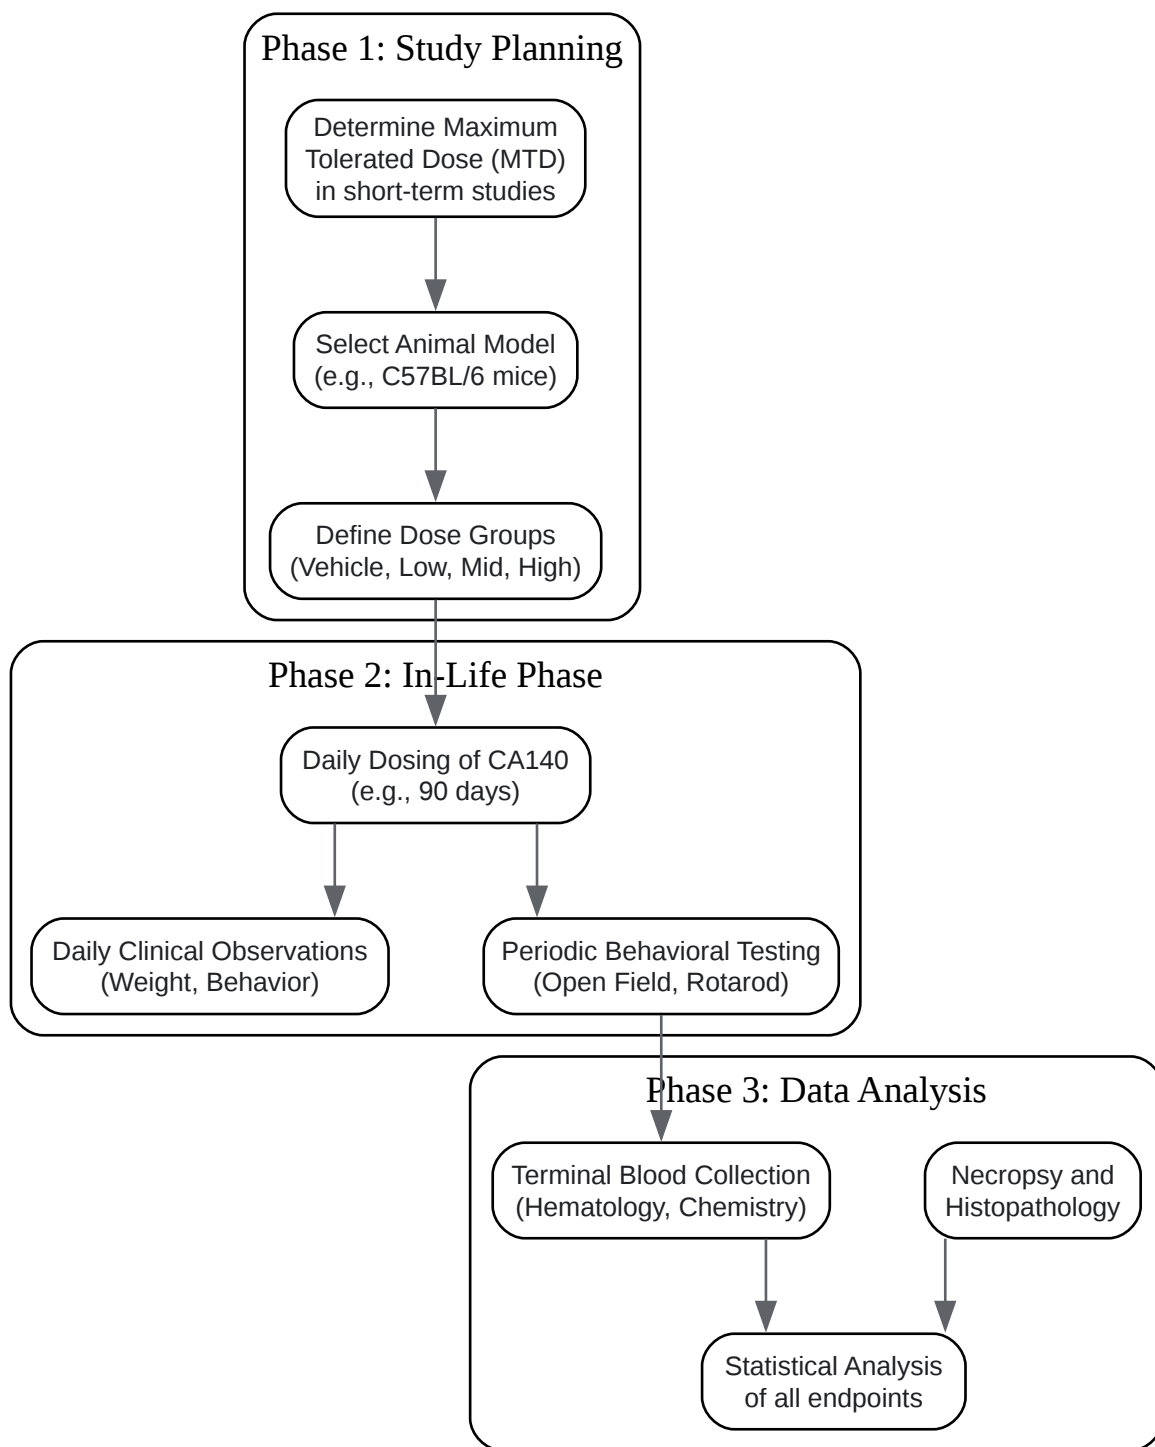 Phase 1: Study Planning
Determine Maximum
Tolerated Dose (MTD)
in short-term studies
Select Animal Model
(e.g., C57BL/6 mice)
Define Dose Groups
(Vehicle, Low, Mid, High)
Phase 2: In-Life Phase
Daily Dosing of CA140
(e.g., 90 days)
Daily Clinical Observations
(Weight, Behavior)
Periodic Behavioral Testing
(Open Field, Rotarod)
Phase 3: Data Analysis
Terminal Blood Collection
(Hematology, Chemistry)
Necropsy and
Histopathology
Statistical Analysis
of all endpoints